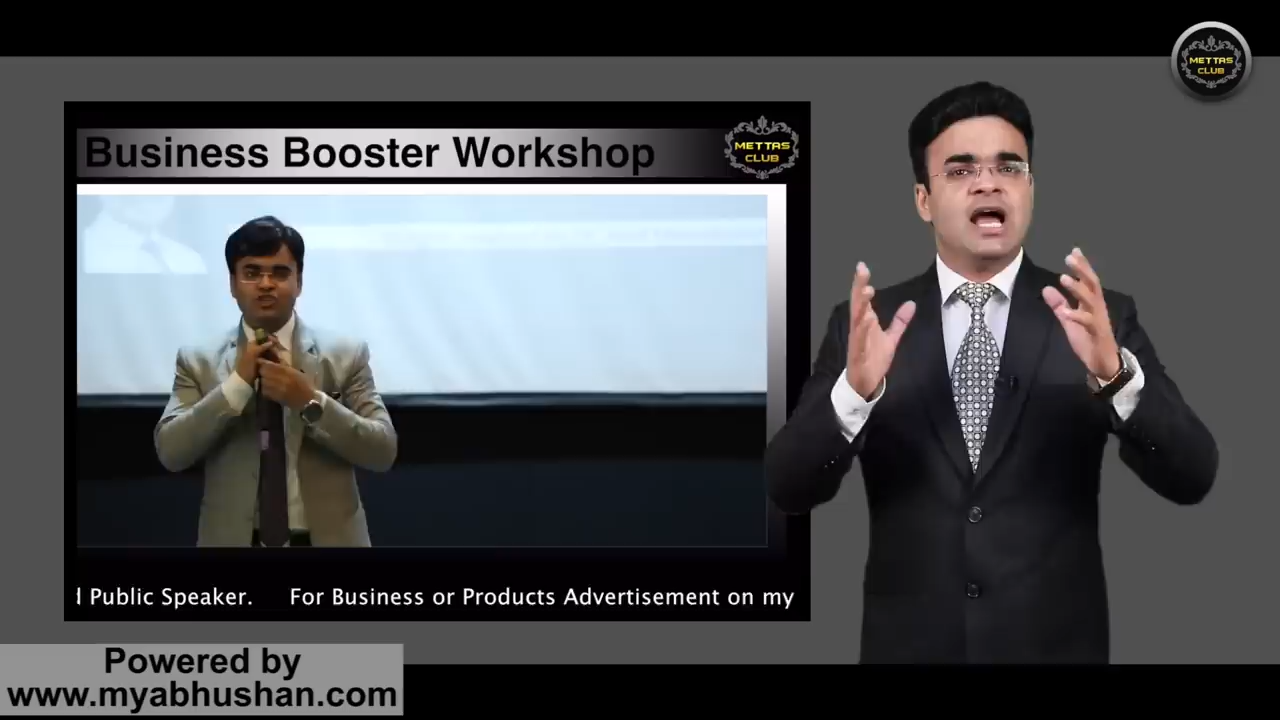 METTAS
CLUB
Business Booster Workshop
METTAS
CLUB
Public Speaker. For Business or Products Advertisement on my
Powered by
www.myabhushan.com